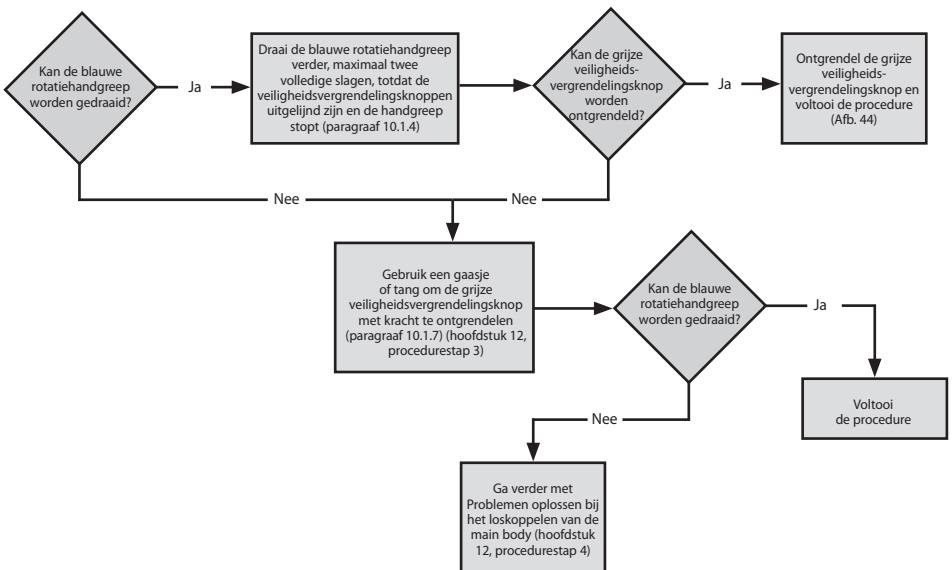 Kan de blauwe
rotatiehandgreep
worden gedraaid?
Ja
Draai de blauwe rotatiehandgreep
verder, maximaal twee
volledige slagen, totdat de
veiligheidsvergrendelingsknoppen
uitgelijnd zijn en de handgreep
stopt (paragraaf 10.1.4)
Kan de grijze
veiligheids-
vergrendelingsknop
worden
ontgrendeld?
Ja
Ontgrendel de grijze
veiligheids-
vergrendelingsknop en
voltooi de procedure
(Afb. 44)
Nee
Nee
Gebruik een gaasje
of tang om de grijze
veiligheidsvergrendelingsknop
met kracht te ontgrendelen
(paragraaf 10.1.7) (hoofdstuk 12,
procedurestap 3)
Kan de blauwe
rotatiehandgreep
worden gedraaid?
Ja
Voltooi
de procedure
Nee
Ga verder met
Problemen oplossen bij
het loskoppelen van de
main body (hoofdstuk
12, procedurestap 4)